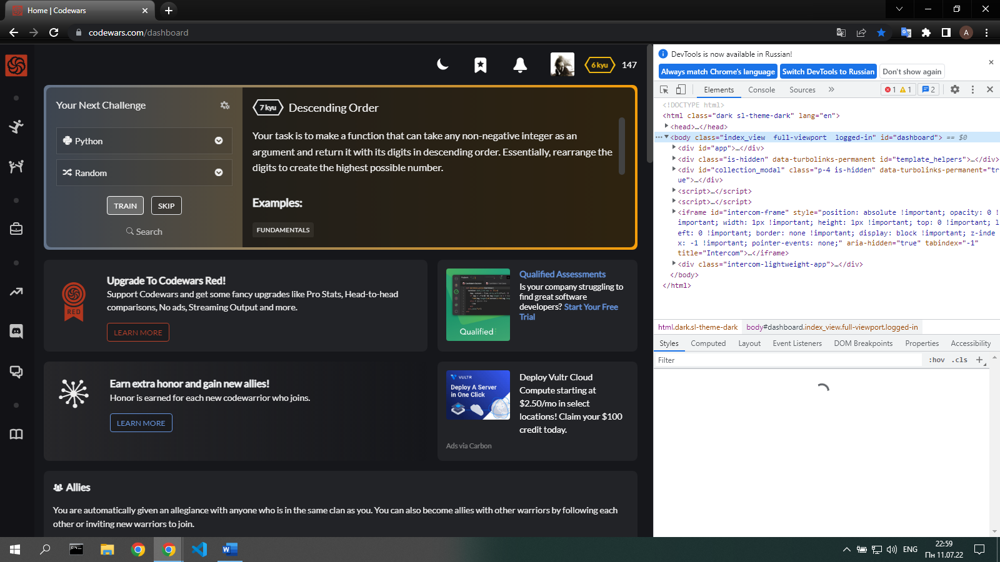 Home | Codewars
codewars.com/dashboard
A
6 kyu
147
Your Next Challenge
Python
Random
TRAIN
SKIP
Search
7 kyu
Descending Order
Your task is to make a function that can take any non-negative integer as an
argument and return it with its digits in descending order. Essentially, rearrange the
digits to create the highest possible number.
Examples:
FUNDAMENTALS
RED
Upgrade To Codewars Red!
Support Codewars and get some fancy upgrades like Pro Stats, Head-to-head
comparisons, No ads, Streaming Output and more.
LEARN MORE
Qualified
Qualified Assessments
Is your company struggling to
find great software
developers? Start Your Free
Trial
Earn extra honor and gain new allies!
Honor is earned for each new codewarrior who joins.
LEARN MORE
VULTR
Deploy A Server
in One Click
Deploy Vultr Cloud
Compute starting at
$2.50/mo in select
locations! Claim your $100
credit today.
Ads via Carbon
Allies
You are automatically given an allegiance with anyone who is in the same clan as you. You can also become allies with other warriors by following each
other or inviting new warriors to join.
DevTools is now available in Russian!
Always match Chrome's language
Switch DevTools to Russian
Don't show again
Elements
Console
Sources
1
1
2
<!DOCTYPE html>
<html class="dark sl-theme-dark" lang="en">
<head>…</head>
<body class="index_view  full-viewport  logged-in" id="dashboard"> == $0
<div id="app">…</div>
<div class="is-hidden" data-turbolinks-permanent id="template_helpers">…</div>
<div id="collection_modal" class="p-4 is-hidden" data-turbolinks-permanent="tr
ue">…</div>
<script>…</script>
<script>…</script>
<iframe id="intercom-frame" style="position: absolute !important; opacity: 0 !
important; width: 1px !important; height: 1px !important; top: 0 !important; l
eft: 0 !important; border: none !important; display: block !important; z-inde
x: -1 !important; pointer-events: none;" aria-hidden="true" tabindex="-1"
title="Intercom">…</iframe>
<div class="intercom-lightweight-app">…</div>
</body>
</html>
html.dark.sl-theme-dark
body#dashboard.index_view.full-viewport.logged-in
Styles
Computed
Layout
Event Listeners
DOM Breakpoints
Properties
Accessibility
Filter
:hov
.cls
ENG
22:59
Пн 11.07.22